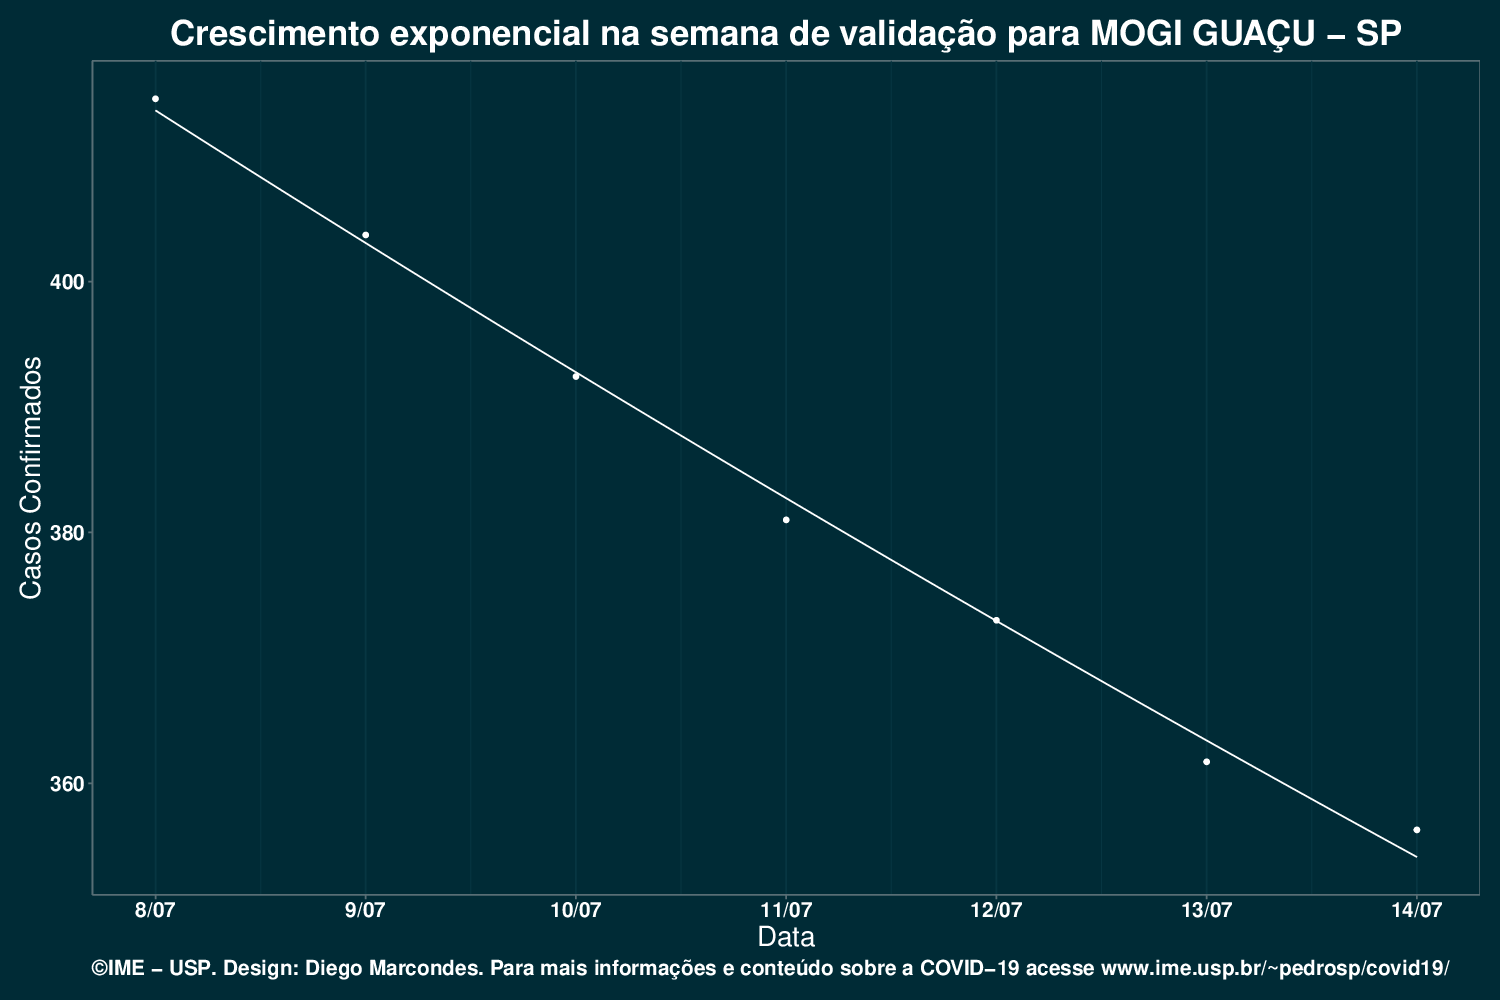 Crescimento exponencial na semana de validação para MOGI GUAÇU – SP
400
380
360
Casos Confirmados
8/07 9/07 10/07 11/07 12/07 13/07 14/07
Data
©IME – USP. Design: Diego Marcondes. Para mais informações e conteúdo sobre a COVID–19 acesse www.ime.usp.br/~pedrosp/covid19/